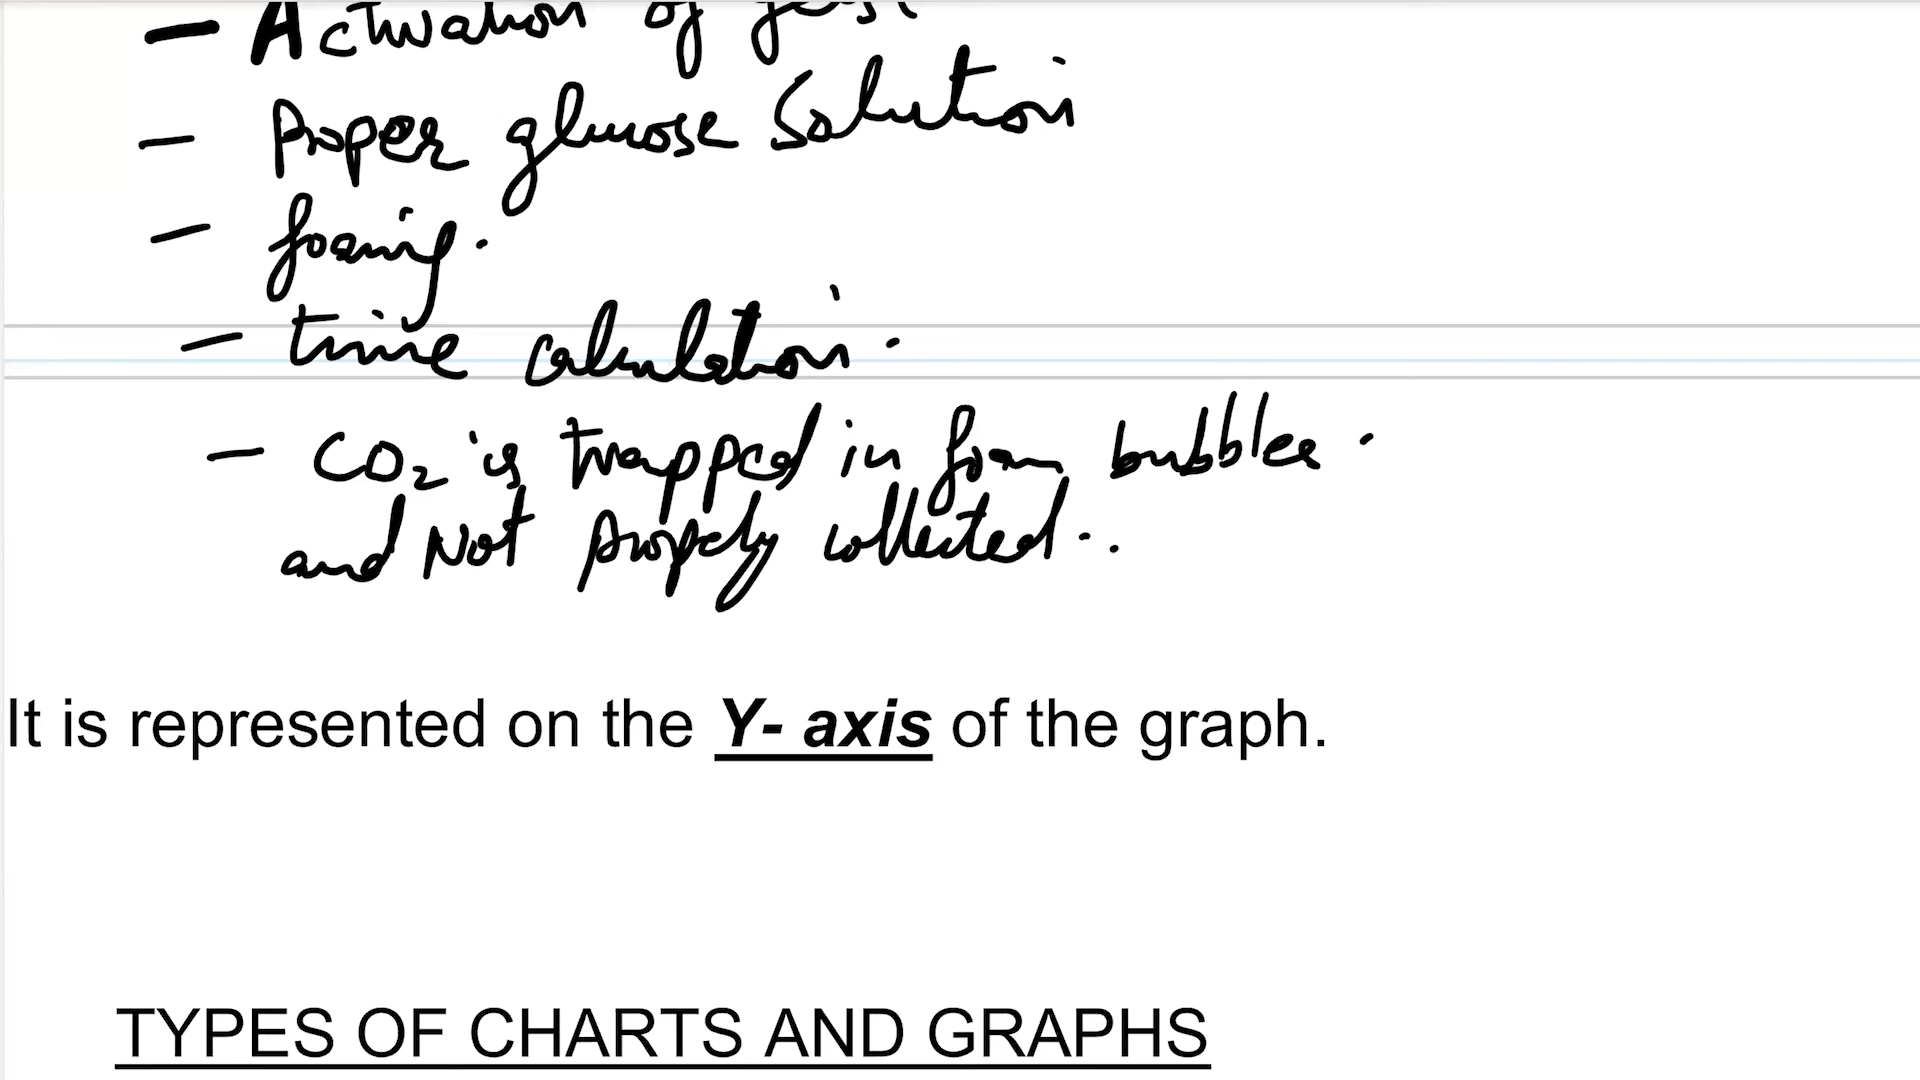 - Activation of yeast
- Proper glucose Solution
- foaming.
- time calculation.
- CO₂ is trapped in foam bubbles.
and Not properly collected..
It is represented on the Y- axis of the graph.
TYPES OF CHARTS AND GRAPHS